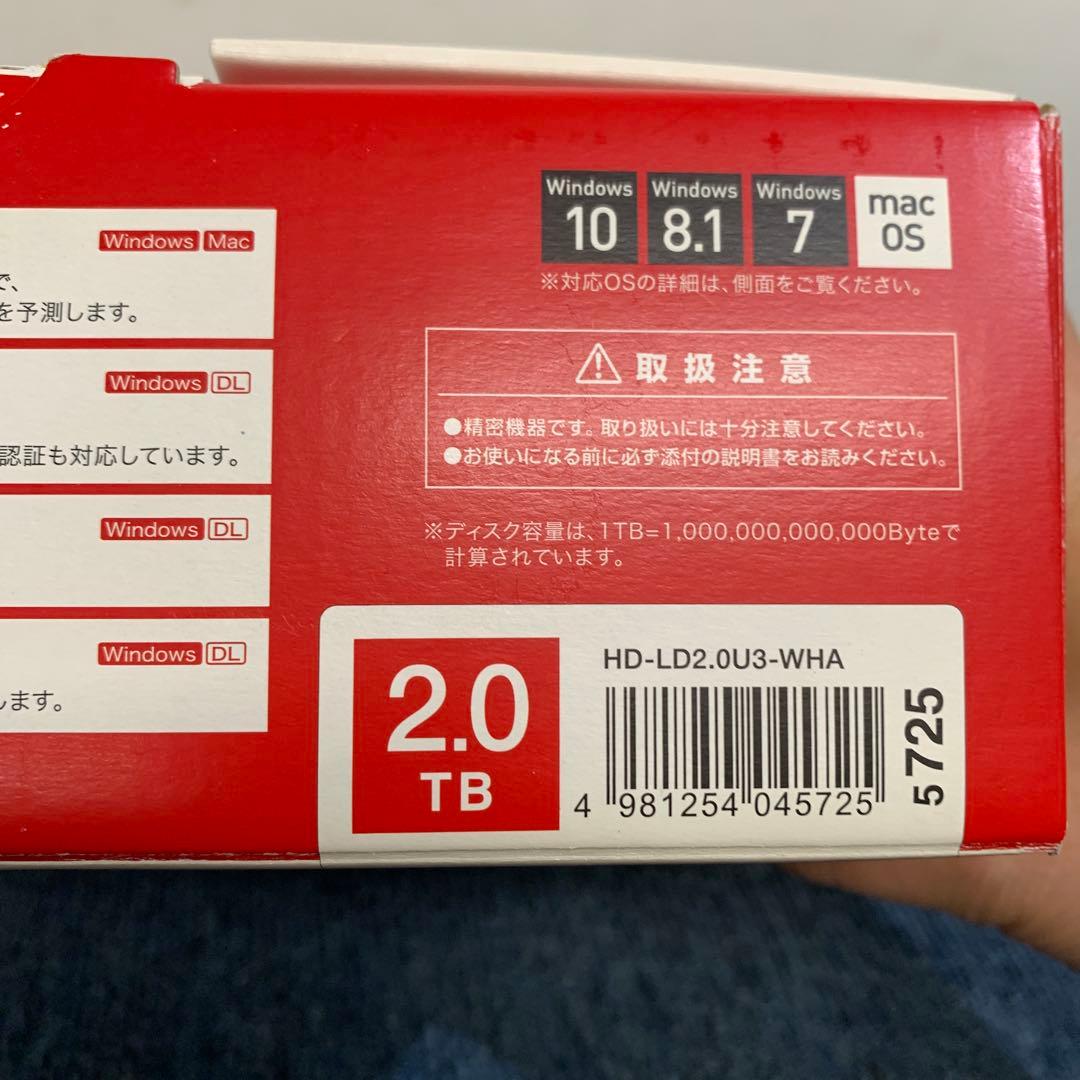 Windows Mac
で、
を予測します。
Windows DL
認証も対応しています。
Windows DL
Windows DL
します。
Windows 10
Windows 8.1
Windows 7
mac OS
※対応OSの詳細は、側面をご覧ください。
取扱注意
●精密機器です。取り扱いには十分注意してください。
●お使いになる前に必ず添付の説明書をお読みください。
※ディスク容量は、1TB=1,000,000,000,000Byteで
計算されています。
2.0
TB
HD-LD2.0U3-WHA
4 981254 045725
5725